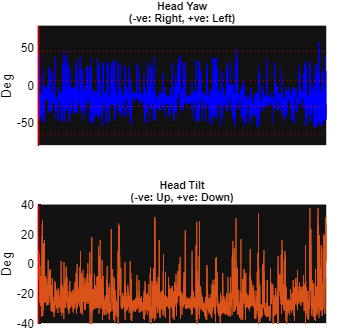 Head Yaw
(-ve: Right, +ve: Left)
50
0
-50
Deg
Head Tilt
(-ve: Up, +ve: Down)
40
20
0
-20
-40
Deg